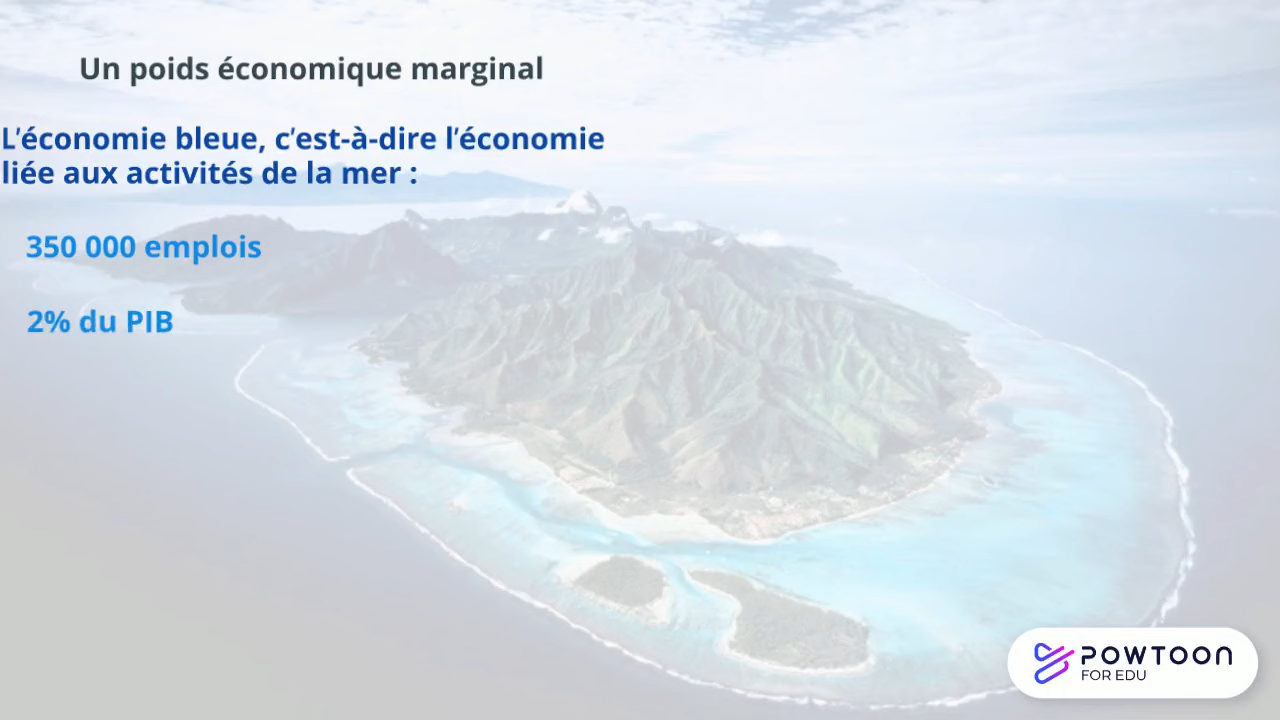 Un poids économique marginal
L'économie bleue, c'est-à-dire l'économie
liée aux activités de la mer :
350 000 emplois
2% du PIB
POWTOON
FOR EDU